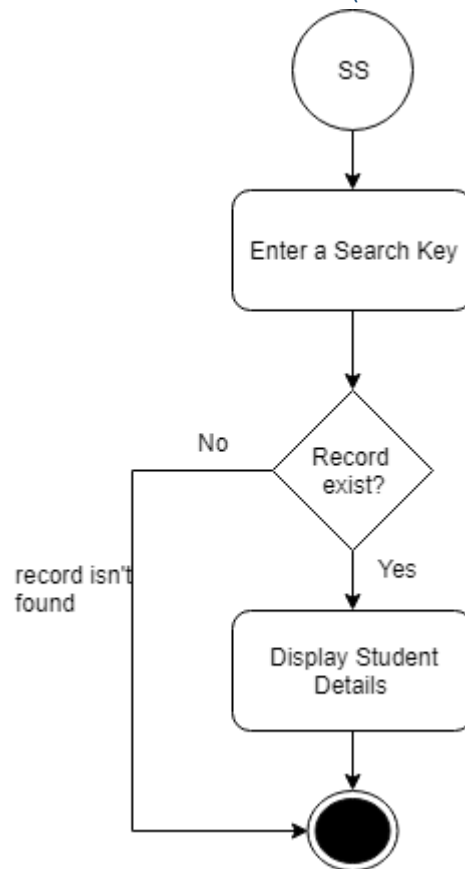 SS
Enter a Search Key
No
Record
exist?
record isn't
found
Yes
Display Student
Details